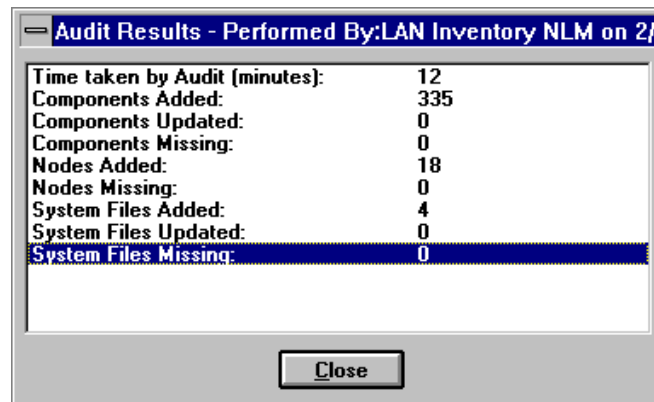 Audit Results - Performed By:LAN Inventory NLM on 2/
Time taken by Audit (minutes): 12
Components Added: 335
Components Updated: 0
Components Missing: 0
Nodes Added: 18
Nodes Missing: 0
System Files Added: 4
System Files Updated: 0
System Files Missing: 0
Close